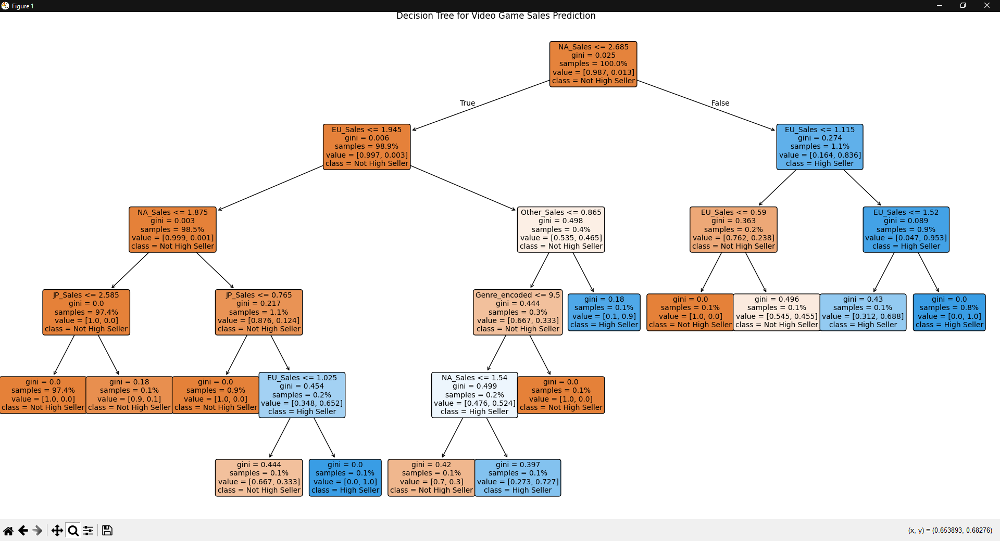 Figure 1
Decision Tree for Video Game Sales Prediction
NA_Sales <= 2.685
gini = 0.025
samples = 100.0%
value = [0.987, 0.013]
class = Not High Seller
True
False
EU_Sales <= 1.945
gini = 0.006
samples = 98.9%
value = [0.997, 0.003]
class = Not High Seller
EU_Sales <= 1.115
gini = 0.274
samples = 1.1%
value = [0.164, 0.836]
class = High Seller
NA_Sales <= 1.875
gini = 0.003
samples = 98.5%
value = [0.999, 0.001]
class = Not High Seller
Other_Sales <= 0.865
gini = 0.498
samples = 0.4%
value = [0.535, 0.465]
class = Not High Seller
EU_Sales <= 0.59
gini = 0.363
samples = 0.2%
value = [0.762, 0.238]
class = Not High Seller
EU_Sales <= 1.52
gini = 0.089
samples = 0.9%
value = [0.047, 0.953]
class = High Seller
JP_Sales <= 2.585
gini = 0.0
samples = 97.4%
value = [1.0, 0.0]
class = Not High Seller
JP_Sales <= 0.765
gini = 0.217
samples = 1.1%
value = [0.876, 0.124]
class = Not High Seller
Genre_encoded <= 9.5
gini = 0.444
samples = 0.3%
value = [0.667, 0.333]
class = Not High Seller
gini = 0.18
samples = 0.1%
value = [0.1, 0.9]
class = High Seller
gini = 0.0
samples = 0.1%
value = [1.0, 0.0]
class = Not High Seller
gini = 0.496
samples = 0.1%
value = [0.545, 0.455]
class = Not High Seller
gini = 0.43
samples = 0.1%
value = [0.312, 0.688]
class = High Seller
gini = 0.0
samples = 0.8%
value = [0.0, 1.0]
class = High Seller
gini = 0.0
samples = 97.4%
value = [1.0, 0.0]
class = Not High Seller
gini = 0.18
samples = 0.1%
value = [0.9, 0.1]
class = Not High Seller
gini = 0.0
samples = 0.9%
value = [1.0, 0.0]
class = Not High Seller
EU_Sales <= 1.025
gini = 0.454
samples = 0.2%
value = [0.348, 0.652]
class = High Seller
NA_Sales <= 1.54
gini = 0.499
samples = 0.2%
value = [0.476, 0.524]
class = High Seller
gini = 0.0
samples = 0.1%
value = [1.0, 0.0]
class = Not High Seller
gini = 0.444
samples = 0.1%
value = [0.667, 0.333]
class = Not High Seller
gini = 0.0
samples = 0.1%
value = [0.0, 1.0]
class = High Seller
gini = 0.42
samples = 0.1%
value = [0.7, 0.3]
class = Not High Seller
gini = 0.397
samples = 0.1%
value = [0.273, 0.727]
class = High Seller
(x, y) = (0.653893, 0.68276)